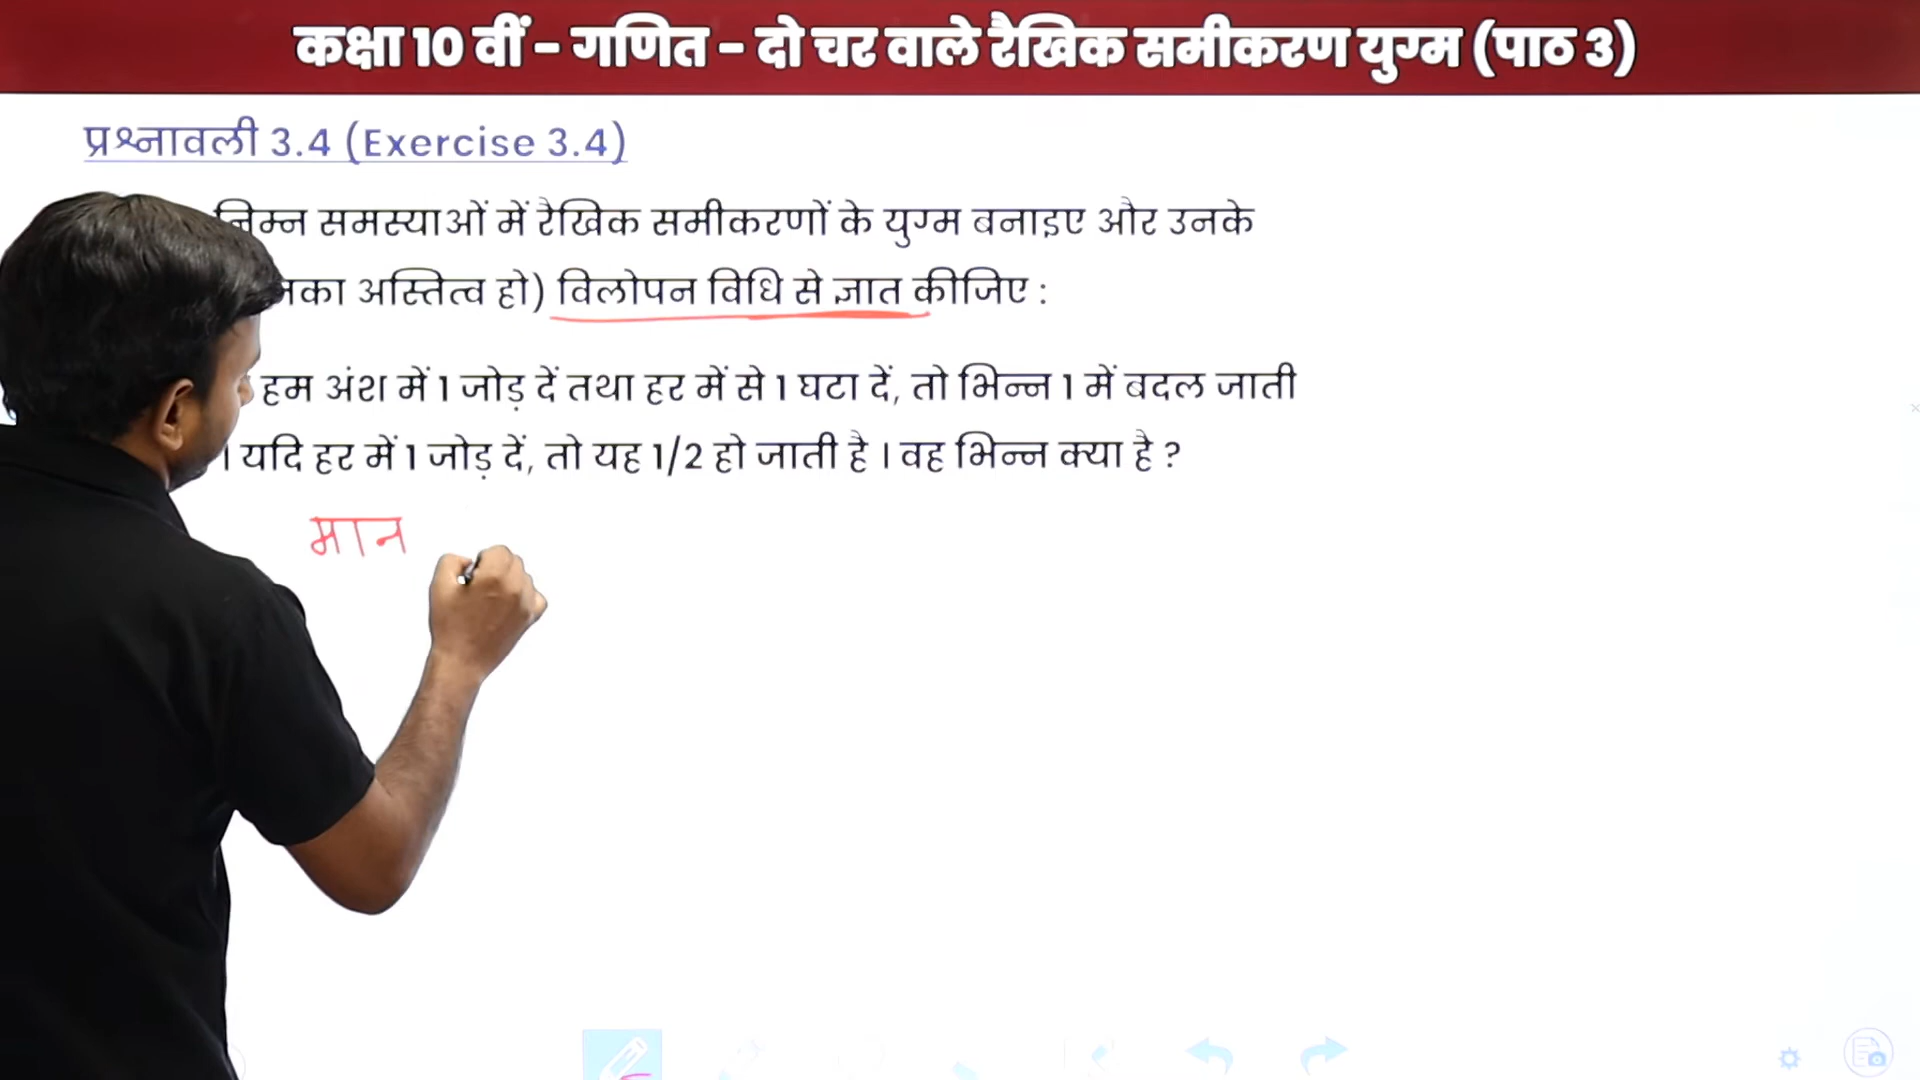 कक्षा 10 वीं – गणित – दो चर वाले रैखिक समीकरण युग्म (पाठ 3)
प्रश्नावली 3.4 (Exercise 3.4)
निम्न समस्याओं में रैखिक समीकरणों के युग्म बनाइए और उनके
अस्तित्व हो) विलोपन विधि से ज्ञात कीजिए :
हम अंश में 1 जोड़ दें तथा हर में से 1 घटा दें, तो भिन्न 1 में बदल जाती
। यदि हर में 1 जोड़ दें, तो यह 1/2 हो जाती है । वह भिन्न क्या है ?
मान